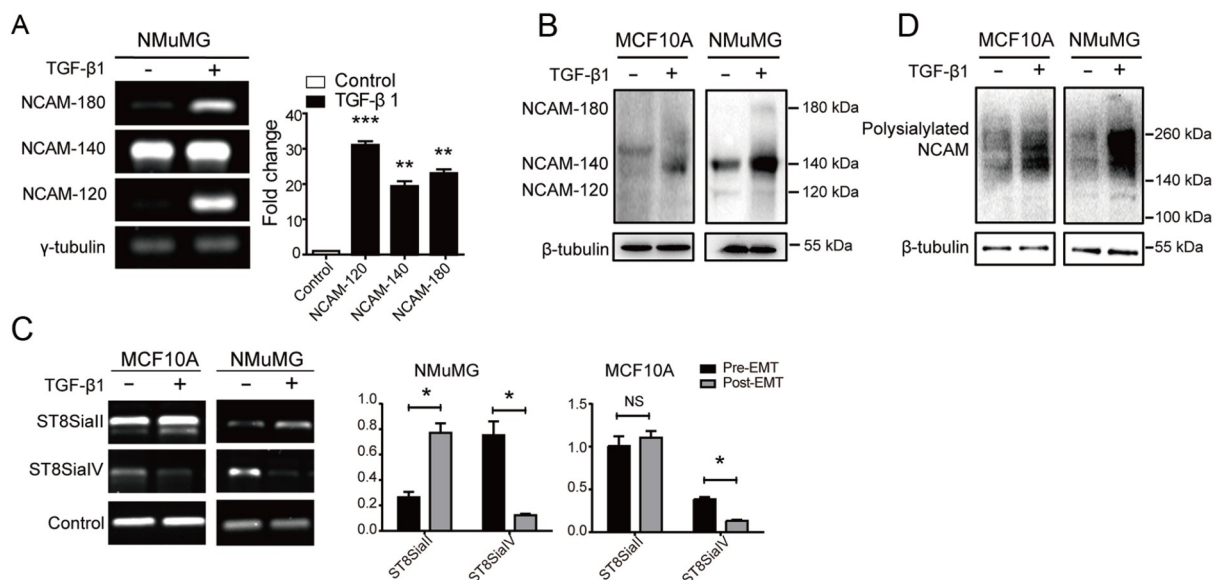 A
NMuMG
TGF-β1 - +
NCAM-180
NCAM-140
NCAM-120
γ-tubulin
Control
TGF-β 1
Fold change
40
30
20
10
0
***
**
**
Control
NCAM-120
NCAM-140
NCAM-180
B
MCF10A NMuMG
TGF-β1 - + - +
NCAM-180
NCAM-140
NCAM-120
β-tubulin
180 kDa
140 kDa
120 kDa
55 kDa
D
MCF10A NMuMG
TGF-β1 - + - +
Polysialylated
NCAM
β-tubulin
260 kDa
140 kDa
100 kDa
55 kDa
C
MCF10A NMuMG
TGF-β1 - + - +
ST8SiaII
ST8SiaIV
Control
NMuMG
1.0
0.8
0.6
0.4
0.2
0.0
*
*
ST8SiaII
ST8SiaIV
MCF10A
1.5
1.0
0.5
0.0
NS
*
ST8SiaII
ST8SiaIV
Pre-EMT
Post-EMT